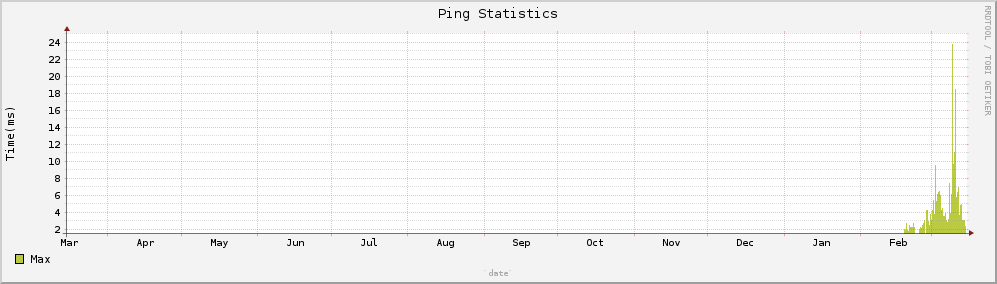 Ping Statistics
RRDTOOL / TOBI OETIKER
Time(ms)
24
22
20
18
16
14
12
10
8
6
4
2
Mar Apr May Jun Jul Aug Sep Oct Nov Dec Jan Feb
Max
`date`